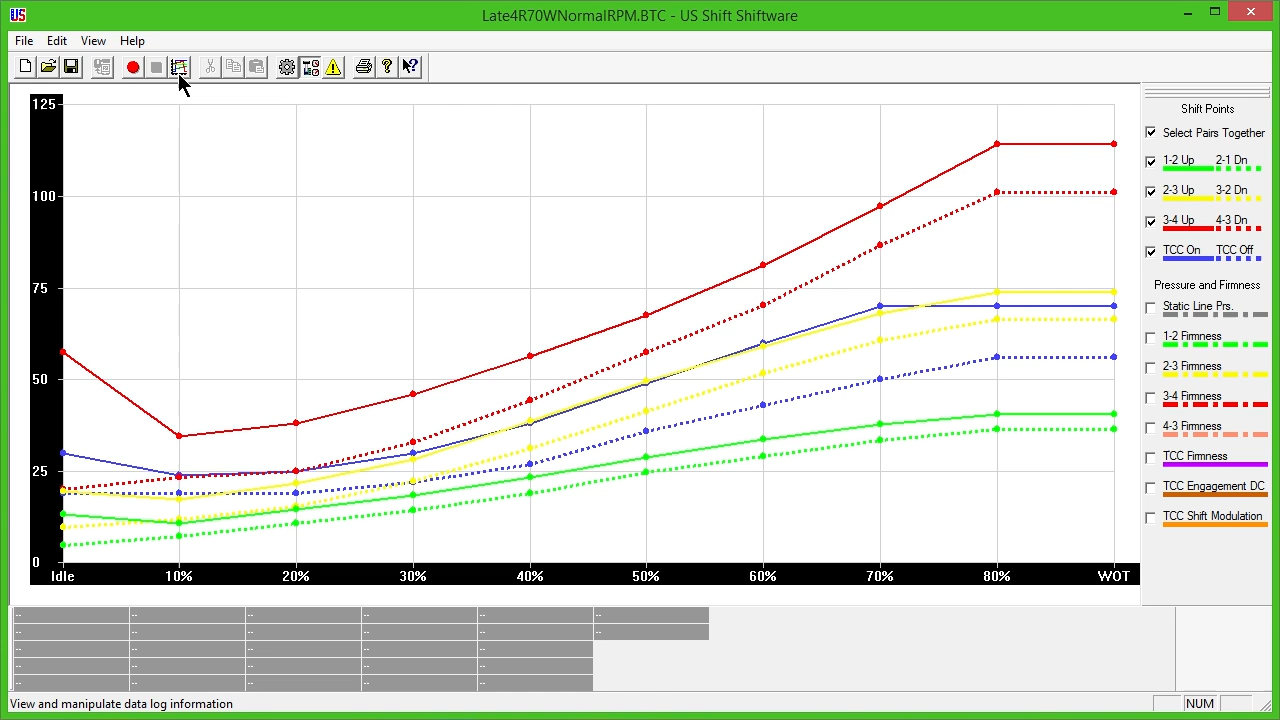 US
Late4R70WNormalRPM.BTC - US Shift Shiftware
File Edit View Help
125
100
75
50
25
0
Idle 10% 20% 30% 40% 50% 60% 70% 80% WOT
Shift Points
Select Pairs Together
1-2 Up 2-1 Dn
2-3 Up 3-2 Dn
3-4 Up 4-3 Dn
TCC On TCC Off
Pressure and Firmness
Static Line Prs.
1-2 Firmness
2-3 Firmness
3-4 Firmness
4-3 Firmness
TCC Firmness
TCC Engagement DC
TCC Shift Modulation
-- -- -- -- -- --
-- -- -- -- -- --
-- -- -- -- --
-- -- -- -- --
-- -- -- -- --
View and manipulate data log information NUM